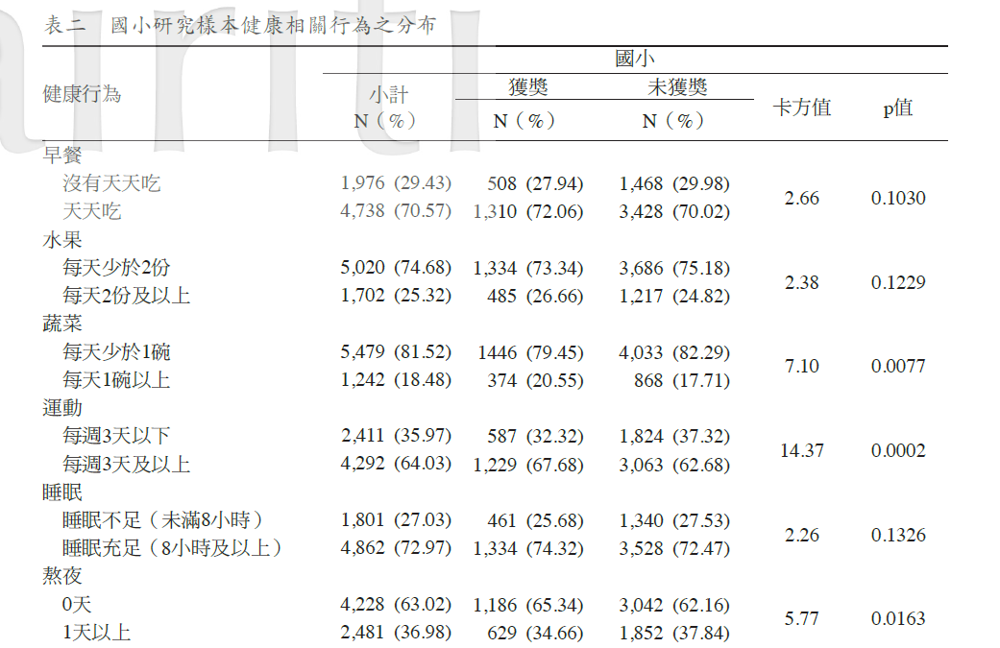 表二 國小研究樣本健康相關行為之分布
國小
健康行為 小計 獲獎 未獲獎 卡方值 p值
N（%） N（%） N（%）
早餐
沒有天天吃 1,976 (29.43) 508 (27.94) 1,468 (29.98)
2.66 0.1030
天天吃 4,738 (70.57) 1,310 (72.06) 3,428 (70.02)
水果
每天少於2份 5,020 (74.68) 1,334 (73.34) 3,686 (75.18)
2.38 0.1229
每天2份及以上 1,702 (25.32) 485 (26.66) 1,217 (24.82)
蔬菜
每天少於1碗 5,479 (81.52) 1446 (79.45) 4,033 (82.29)
7.10 0.0077
每天1碗以上 1,242 (18.48) 374 (20.55) 868 (17.71)
運動
每週3天以下 2,411 (35.97) 587 (32.32) 1,824 (37.32)
14.37 0.0002
每週3天及以上 4,292 (64.03) 1,229 (67.68) 3,063 (62.68)
睡眠
睡眠不足（未滿8小時） 1,801 (27.03) 461 (25.68) 1,340 (27.53)
2.26 0.1326
睡眠充足（8小時及以上） 4,862 (72.97) 1,334 (74.32) 3,528 (72.47)
熬夜
0天 4,228 (63.02) 1,186 (65.34) 3,042 (62.16)
5.77 0.0163
1天以上 2,481 (36.98) 629 (34.66) 1,852 (37.84)